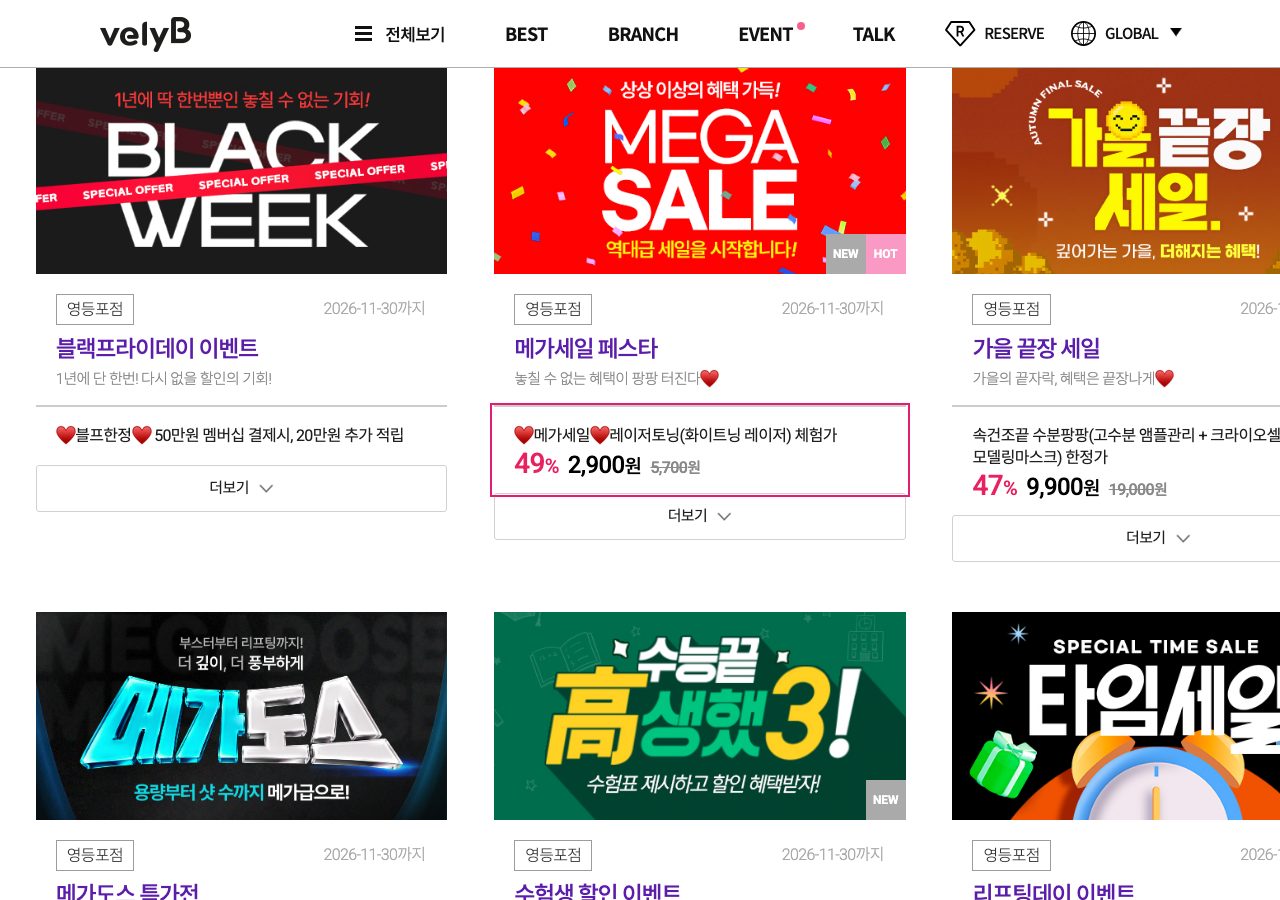 velyB
전체보기
BEST
BRANCH
EVENT
TALK
RESERVE
GLOBAL
1년에 딱 한번뿐인 놓칠 수 없는 기회!
BLACK
SPECIAL OFFER SPECIAL OFFER SPECIAL OFFER
WEEK
영등포점
2026-11-30까지
블랙프라이데이 이벤트
1년에 단 한번! 다시 없을 할인의 기회!
❤️블프한정❤️ 50만원 멤버십 결제시, 20만원 추가 적립
더보기
상상 이상의 혜택 가득!
MEGA
SALE
역대급 세일을 시작합니다!
NEW
HOT
영등포점
2026-11-30까지
메가세일 페스타
놓칠 수 없는 혜택이 팡팡 터진다❤️
❤️메가세일❤️레이저토닝(화이트닝 레이저) 체험가
49% 2,900원 5,700원
더보기
AUTUMN FINAL SALE
가을.끝장
세일.
깊어가는 가을, 더해지는 혜택!
영등포점
가을 끝장 세일
가을의 끝자락, 혜택은 끝장나게❤️
속건조끝 수분팡팡(고수분 앰플관리 + 크라이오셀
모델링마스크) 한정가
47% 9,900원 19,000원
더보기
부스터부터 리프팅까지!
더 깊이, 더 풍부하게
메가도스
용량부터 샷 수까지 메가급으로!
영등포점
2026-11-30까지
메가도스 특가전
수능끝
高생했3!
수험표 제시하고 할인 혜택받자!
NEW
영등포점
2026-11-30까지
수험생 할인 이벤트
SPECIAL TIME SALE
타임세일
영등포점
리프팅데이 이벤트